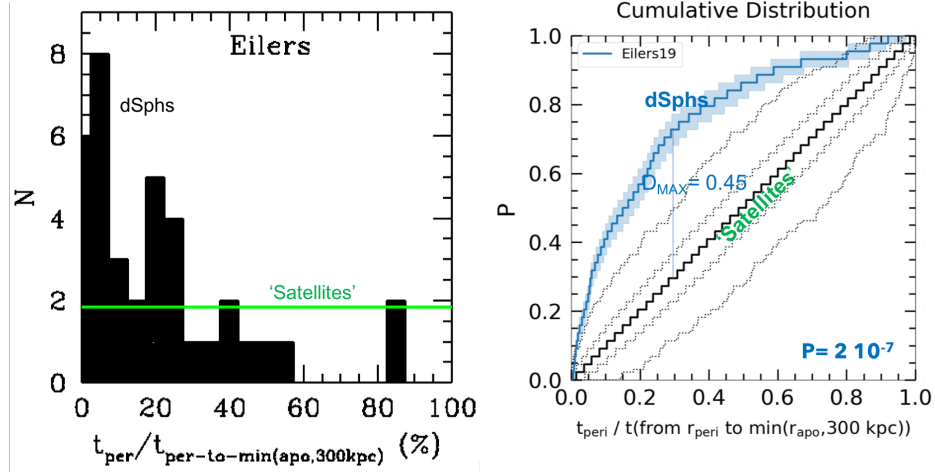 Eilers
dSphs
'Satellites'
N
8
6
4
2
0
0 20 40 60 80 100
t_per/t_per-to-min(apo,300kpc) (%)
Cumulative Distribution
Eilers19
dSphs
D_MAX = 0.45
'Satellites'
P= 2 10^-7
P
1.0
0.8
0.6
0.4
0.2
0.0
0.0 0.2 0.4 0.6 0.8 1.0
t_peri / t(from r_peri to min(r_apo,300 kpc))